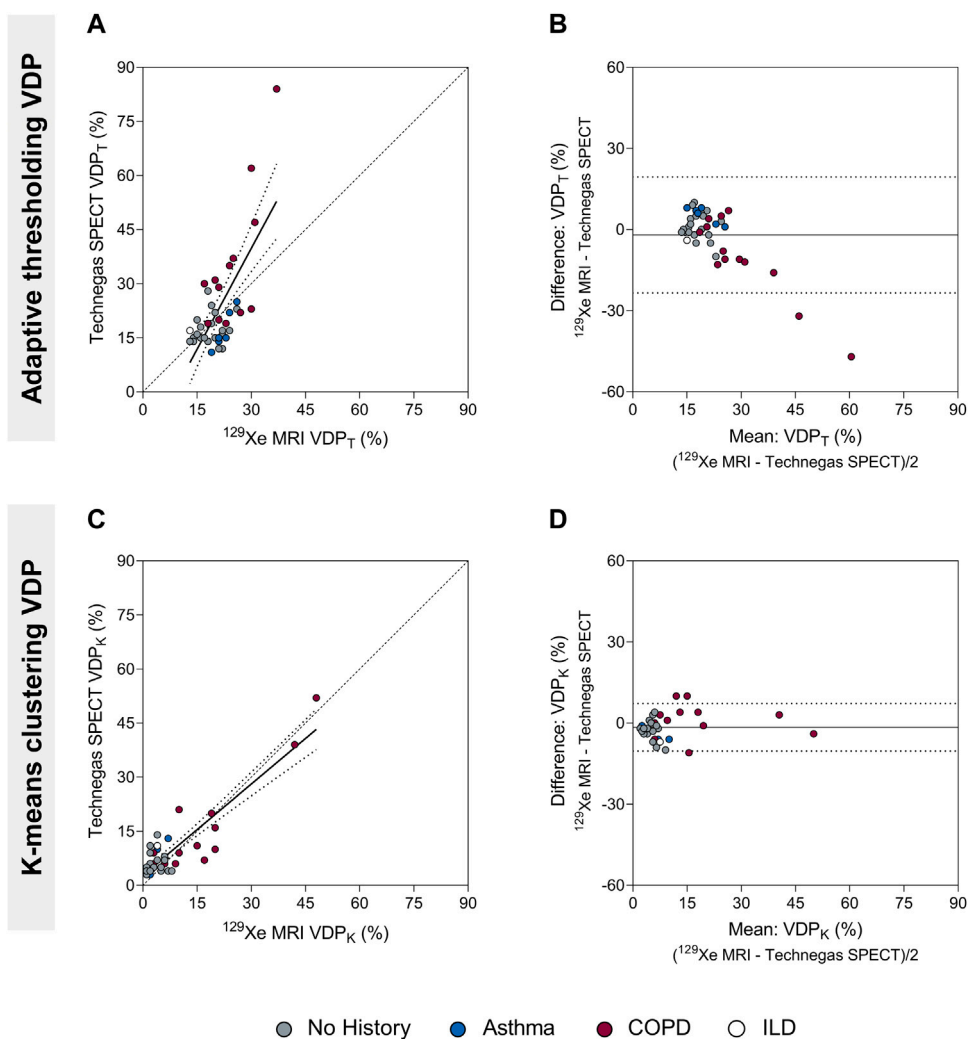 Adaptive thresholding VDP
A
90
75
60
45
30
15
0
Technegas SPECT VDP_T (%)
0 15 30 45 60 75 90
¹²⁹Xe MRI VDP_T (%)
B
60
30
0
-30
-60
Difference: VDP_T (%)
¹²⁹Xe MRI - Technegas SPECT
0 15 30 45 60 75 90
Mean: VDP_T (%)
(¹²⁹Xe MRI - Technegas SPECT)/2
K-means clustering VDP
C
90
75
60
45
30
15
0
Technegas SPECT VDP_K (%)
0 15 30 45 60 75 90
¹²⁹Xe MRI VDP_K (%)
D
60
30
0
-30
-60
Difference: VDP_K (%)
¹²⁹Xe MRI - Technegas SPECT
0 15 30 45 60 75 90
Mean: VDP_K (%)
(¹²⁹Xe MRI - Technegas SPECT)/2
No History Asthma COPD ILD